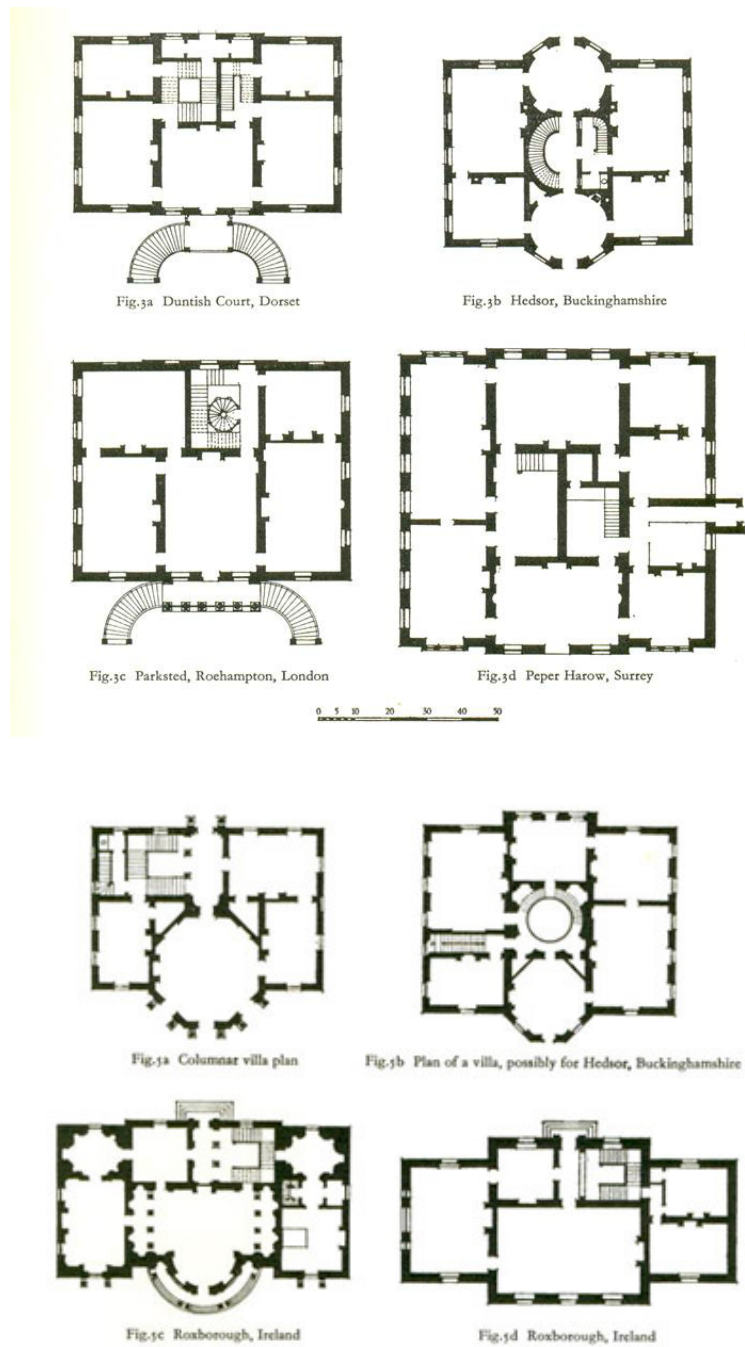 Fig.3a Duntish Court, Dorset
Fig.3b Hedsor, Buckinghamshire
Fig.3c Parksted, Roehampton, London
Fig.3d Peper Harow, Surrey
0 5 10 20 30 40 50
Fig.5a Columnar villa plan
Fig.5b Plan of a villa, possibly for Hedsor, Buckinghamshire
Fig.5c Roxborough, Ireland
Fig.5d Roxborough, Ireland